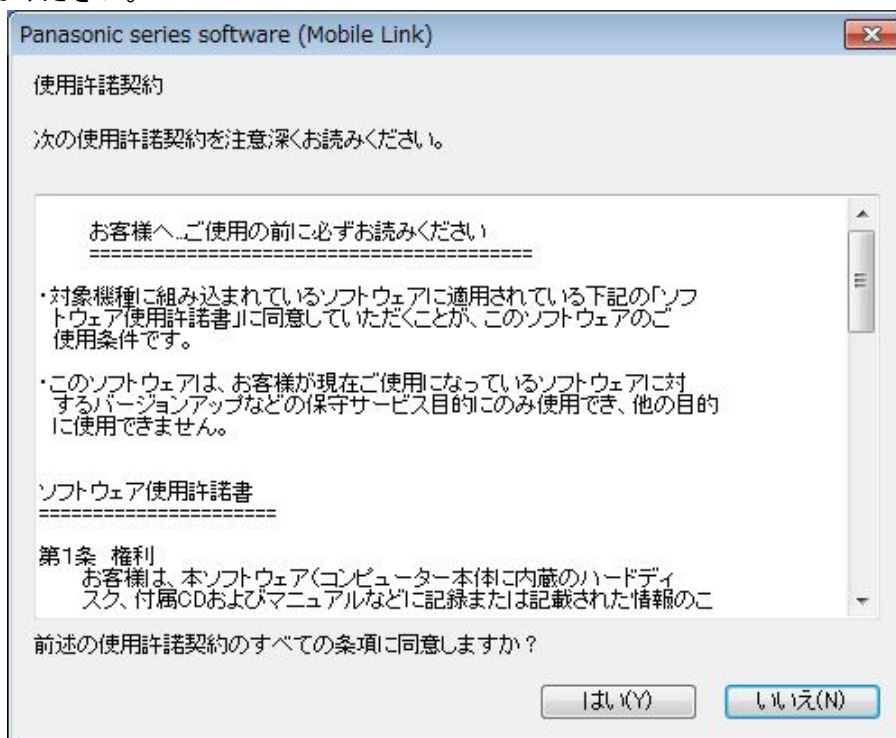 ください。
Panasonic series software (Mobile Link)
使用許諾契約
次の使用許諾契約を注意深くお読みください。
お客様へ…ご使用の前に必ずお読みください
=========================================
・対象機種に組み込まれているソフトウェアに適用されている下記の「ソフ
トウェア使用許諾書」に同意していただくことが、このソフトウェアのご
使用条件です。
・このソフトウェアは、お客様が現在ご使用になっているソフトウェアに対
するバージョンアップなどの保守サービス目的にのみ使用でき、他の目的
に使用できません。
ソフトウェア使用許諾書
======================
第1条 権利
お客様は、本ソフトウェア(コンピューター本体に内蔵のハードディ
スク、付属CDおよびマニュアルなどに記録または記載された情報のこ
前述の使用許諾契約のすべての条項に同意しますか?
はい(Y)
いいえ(N)